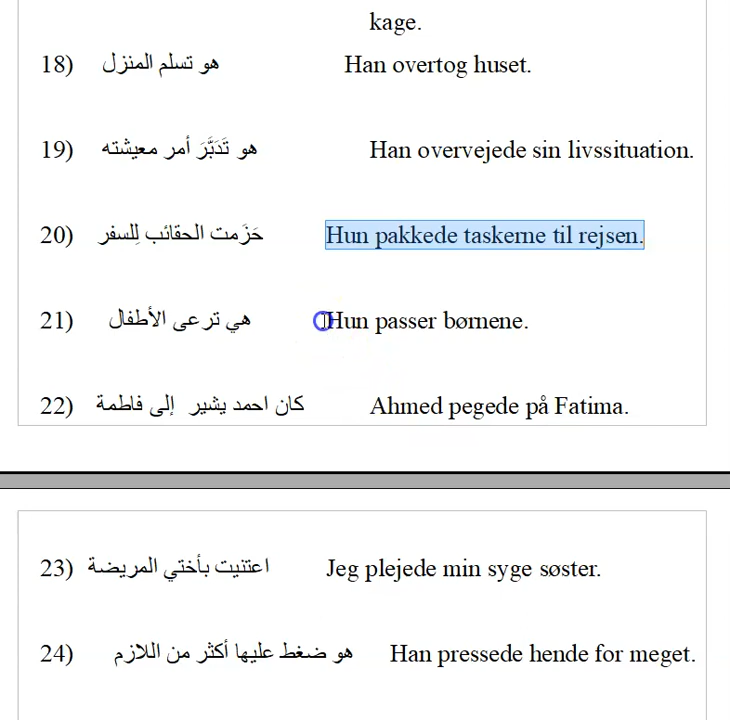 kage.
18) هو تسلم المنزل Han overtog huset.
19) هو تَدَبَّرَ أمر معيشته Han overvejede sin livssituation.
20) حَزَمت الحقائب لِلسفر Hun pakkede taskerne til rejsen.
21) هي ترعى الأطفال Hun passer børnene.
22) كان احمد يشير إلى فاطمة Ahmed pegede på Fatima.
23) اعتنيت بأختي المريضة Jeg plejede min syge søster.
24) هو ضغط عليها أكثر من اللازم Han pressede hende for meget.